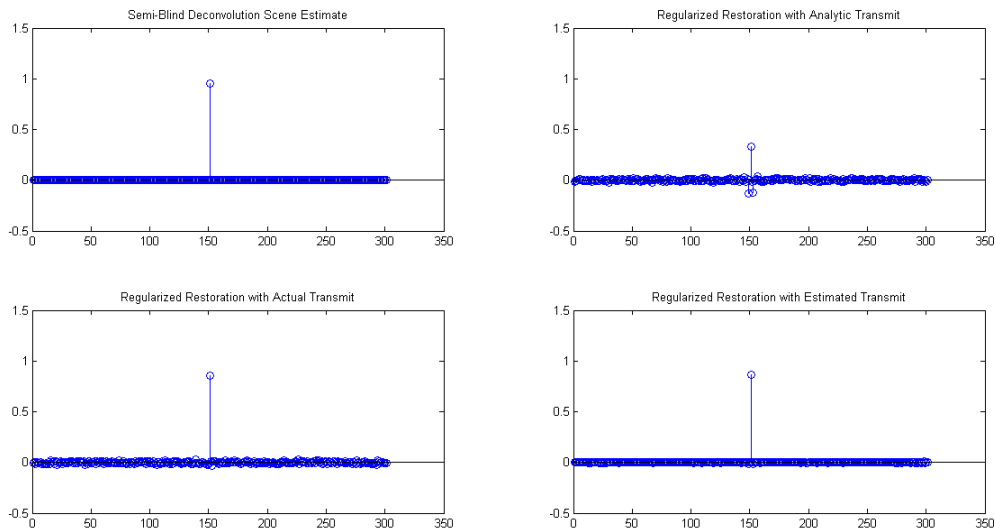 Semi-Blind Deconvolution Scene Estimate
1.5
1
0.5
0
-0.5
0 50 100 150 200 250 300 350
Regularized Restoration with Analytic Transmit
1.5
1
0.5
0
-0.5
0 50 100 150 200 250 300 350
Regularized Restoration with Actual Transmit
1.5
1
0.5
0
-0.5
0 50 100 150 200 250 300 350
Regularized Restoration with Estimated Transmit
1.5
1
0.5
0
-0.5
0 50 100 150 200 250 300 350